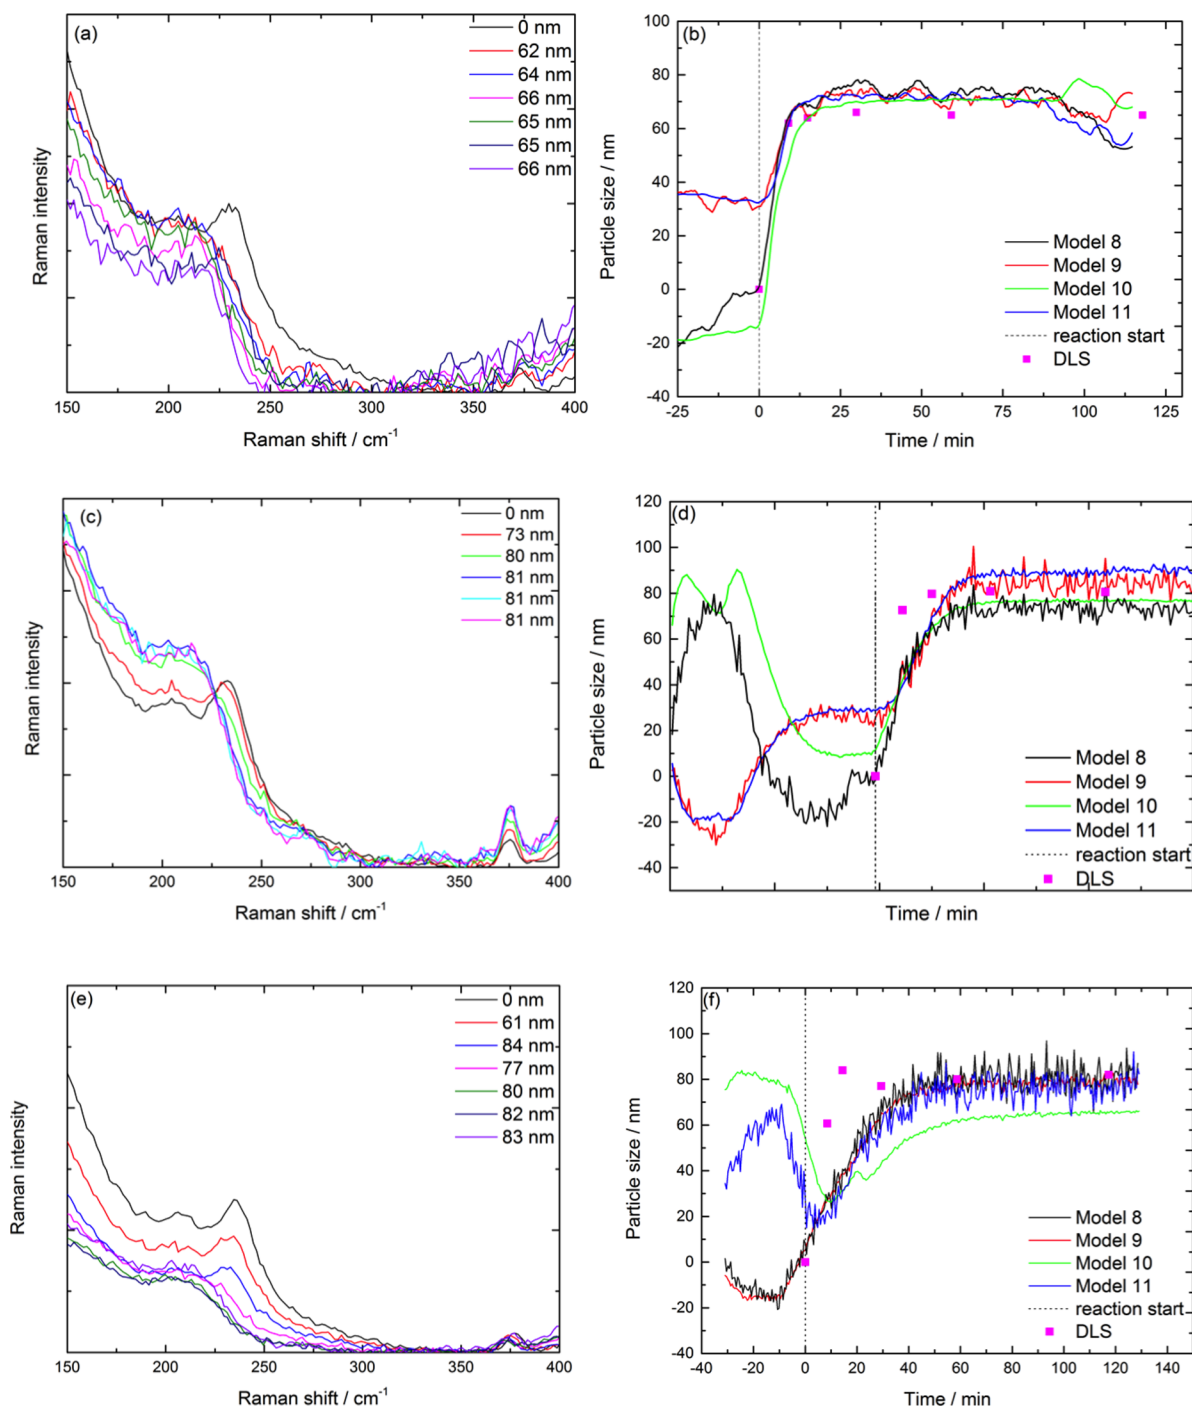 (a)
0 nm
62 nm
64 nm
66 nm
65 nm
65 nm
66 nm
Raman intensity
150 200 250 300 350 400
Raman shift / cm-1
(b)
100
80
60
40
20
0
-20
-40
Particle size / nm
Model 8
Model 9
Model 10
Model 11
reaction start
DLS
-25 0 25 50 75 100 125
Time / min
(c)
0 nm
73 nm
80 nm
81 nm
81 nm
81 nm
Raman intensity
150 200 250 300 350 400
Raman shift / cm-1
(d)
120
100
80
60
40
20
0
-20
-40
Particle size / nm
Model 8
Model 9
Model 10
Model 11
reaction start
DLS
Time / min
(e)
0 nm
61 nm
84 nm
77 nm
80 nm
82 nm
83 nm
Raman intensity
150 200 250 300 350 400
Raman shift / cm-1
(f)
120
100
80
60
40
20
0
-20
-40
Particle size / nm
Model 8
Model 9
Model 10
Model 11
reaction start
DLS
-40 -20 0 20 40 60 80 100 120 140
Time / min